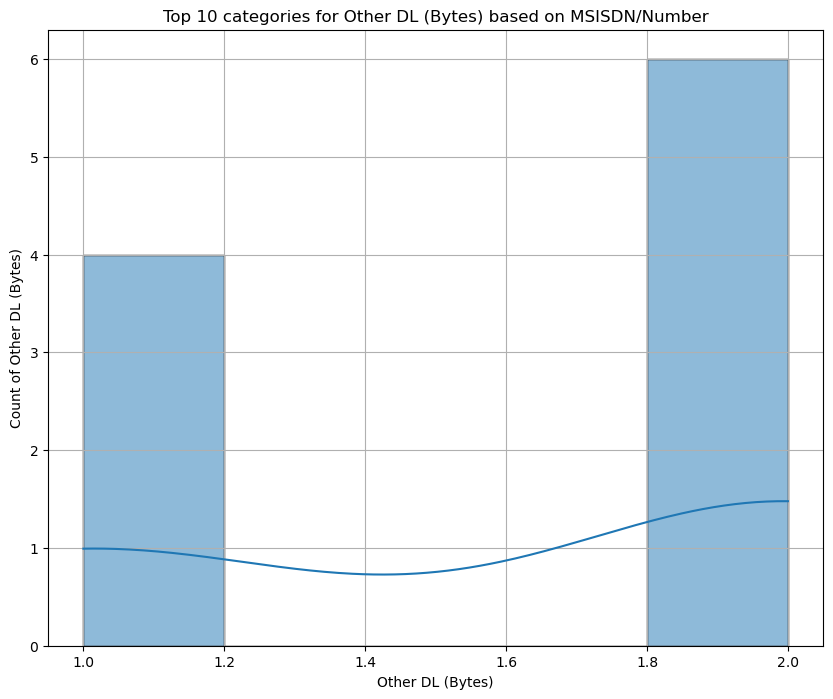 Top 10 categories for Other DL (Bytes) based on MSISDN/Number
Count of Other DL (Bytes)
6
5
4
3
2
1
0
1.0 1.2 1.4 1.6 1.8 2.0
Other DL (Bytes)